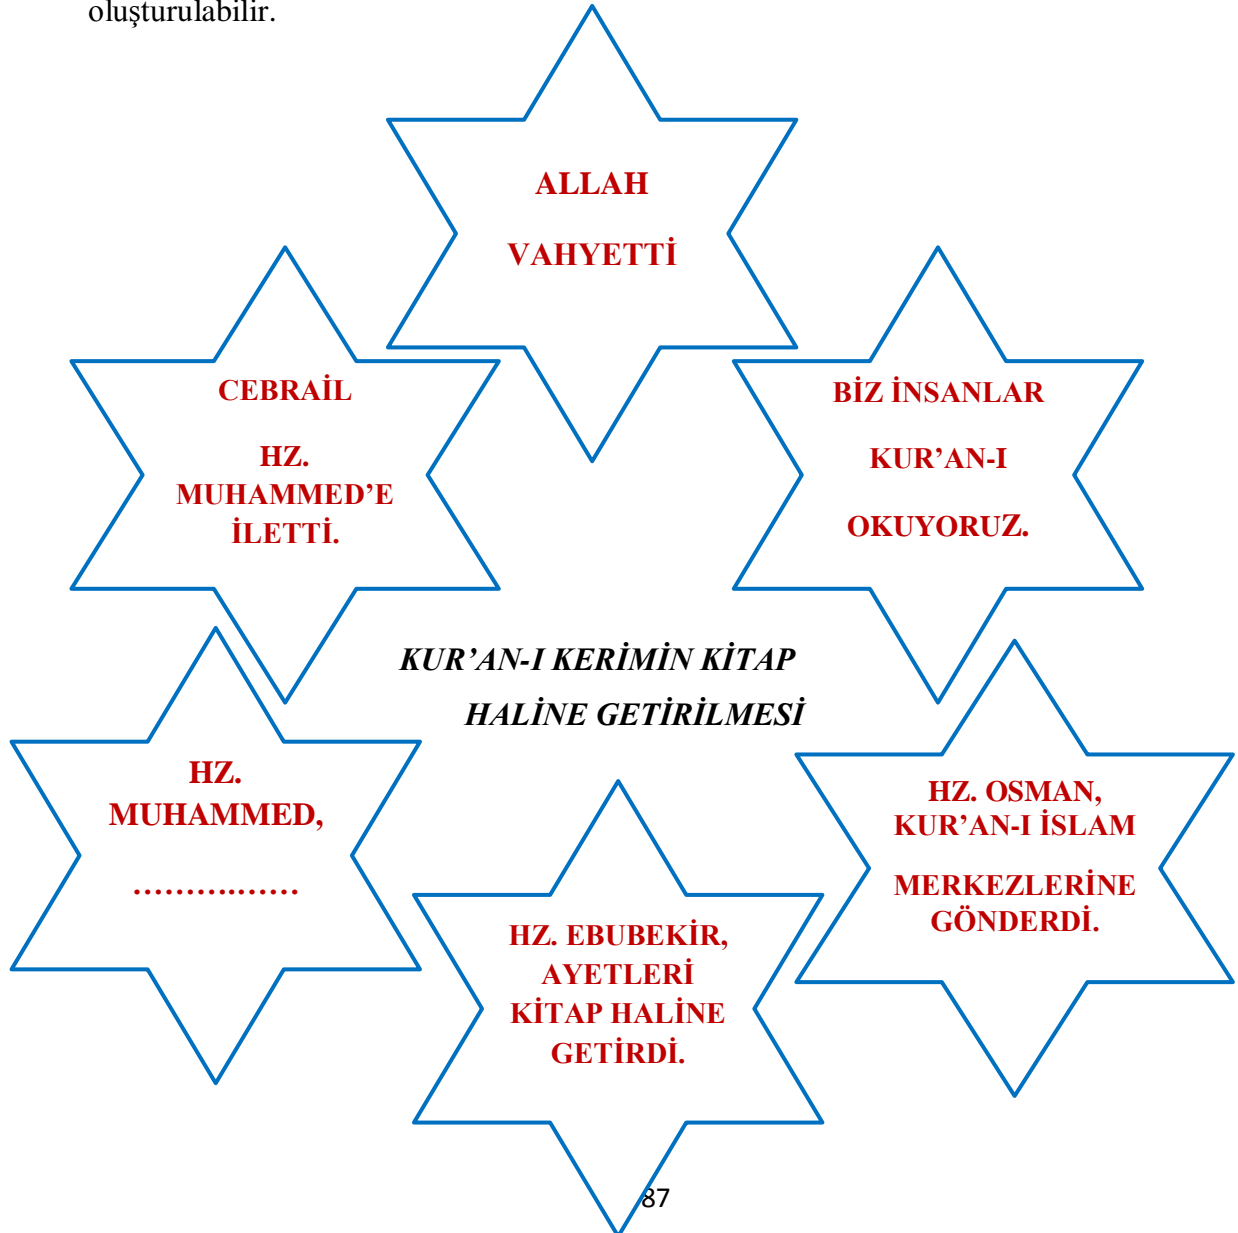 oluşturulabilir.
ALLAH
VAHYETTİ
CEBRAİL
HZ.
MUHAMMED’E
İLETTİ.
BİZ İNSANLAR
KUR’AN-I
OKUYORUZ.
KUR’AN-I KERİMİN KİTAP
HALİNE GETİRİLMESİ
HZ.
MUHAMMED,
………..……
HZ. EBUBEKİR,
AYETLERİ
KİTAP HALİNE
GETİRDİ.
HZ. OSMAN,
KUR’AN-I İSLAM
MERKEZLERİNE
GÖNDERDİ.
87